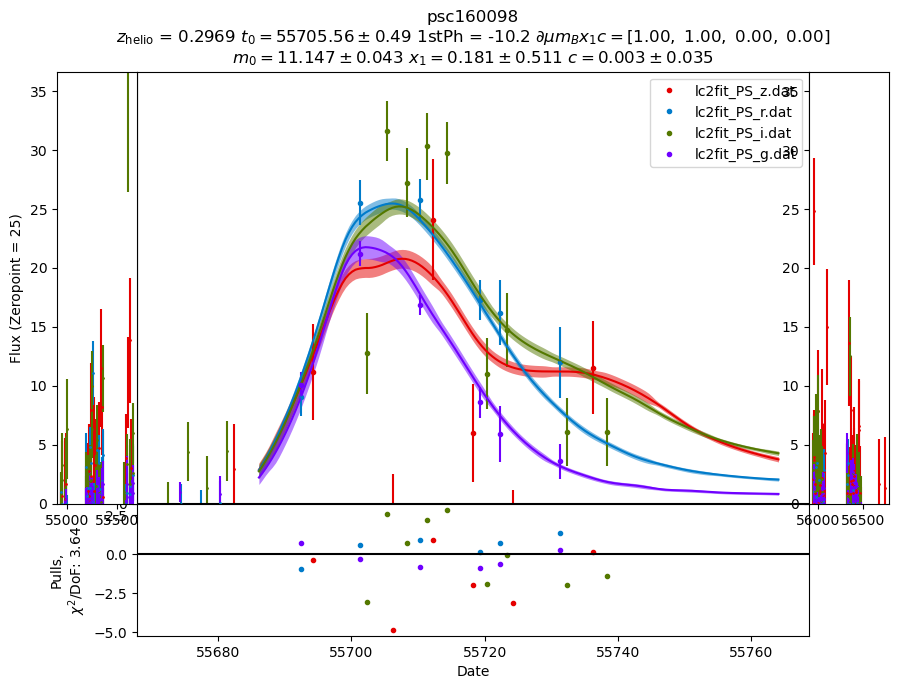 psc160098
z_helio = 0.2969 t_0 = 55705.56 ± 0.49 1stPh = -10.2 ∂μm_Bx_1c = [1.00, 1.00, 0.00, 0.00]
m_0 = 11.147 ± 0.043 x_1 = 0.181 ± 0.511 c = 0.003 ± 0.035
lc2fit_PS_z.dat
lc2fit_PS_r.dat
lc2fit_PS_i.dat
lc2fit_PS_g.dat
Flux (Zeropoint = 25)
35
30
25
20
15
10
5
0
35
30
25
20
15
10
5
0
55000
55500
56000
56500
Pulls,
χ²/DoF: 3.64
2.5
0.0
−2.5
−5.0
55680
55700
55720
55740
55760
Date